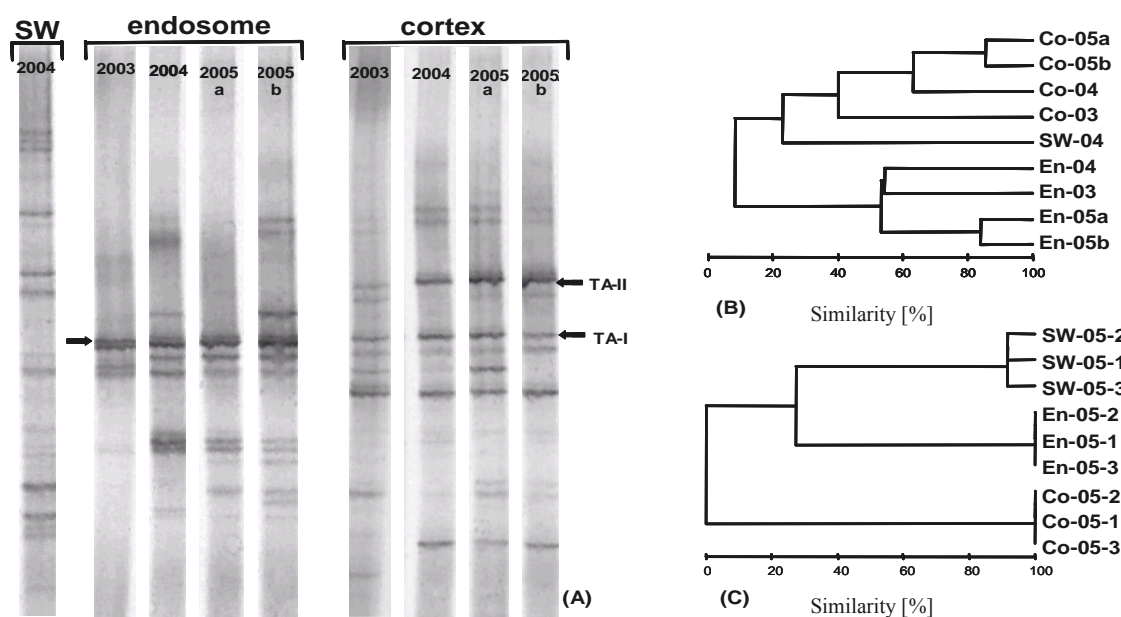 SW endosome cortex
2004 2003 2004 2005 a 2005 b 2003 2004 2005 a 2005 b
TA-II
TA-I
(A)
Co-05a
Co-05b
Co-04
Co-03
SW-04
En-04
En-03
En-05a
En-05b
0 20 40 60 80 100
(B) Similarity [%]
SW-05-2
SW-05-1
SW-05-3
En-05-2
En-05-1
En-05-3
Co-05-2
Co-05-1
Co-05-3
0 20 40 60 80 100
(C) Similarity [%]